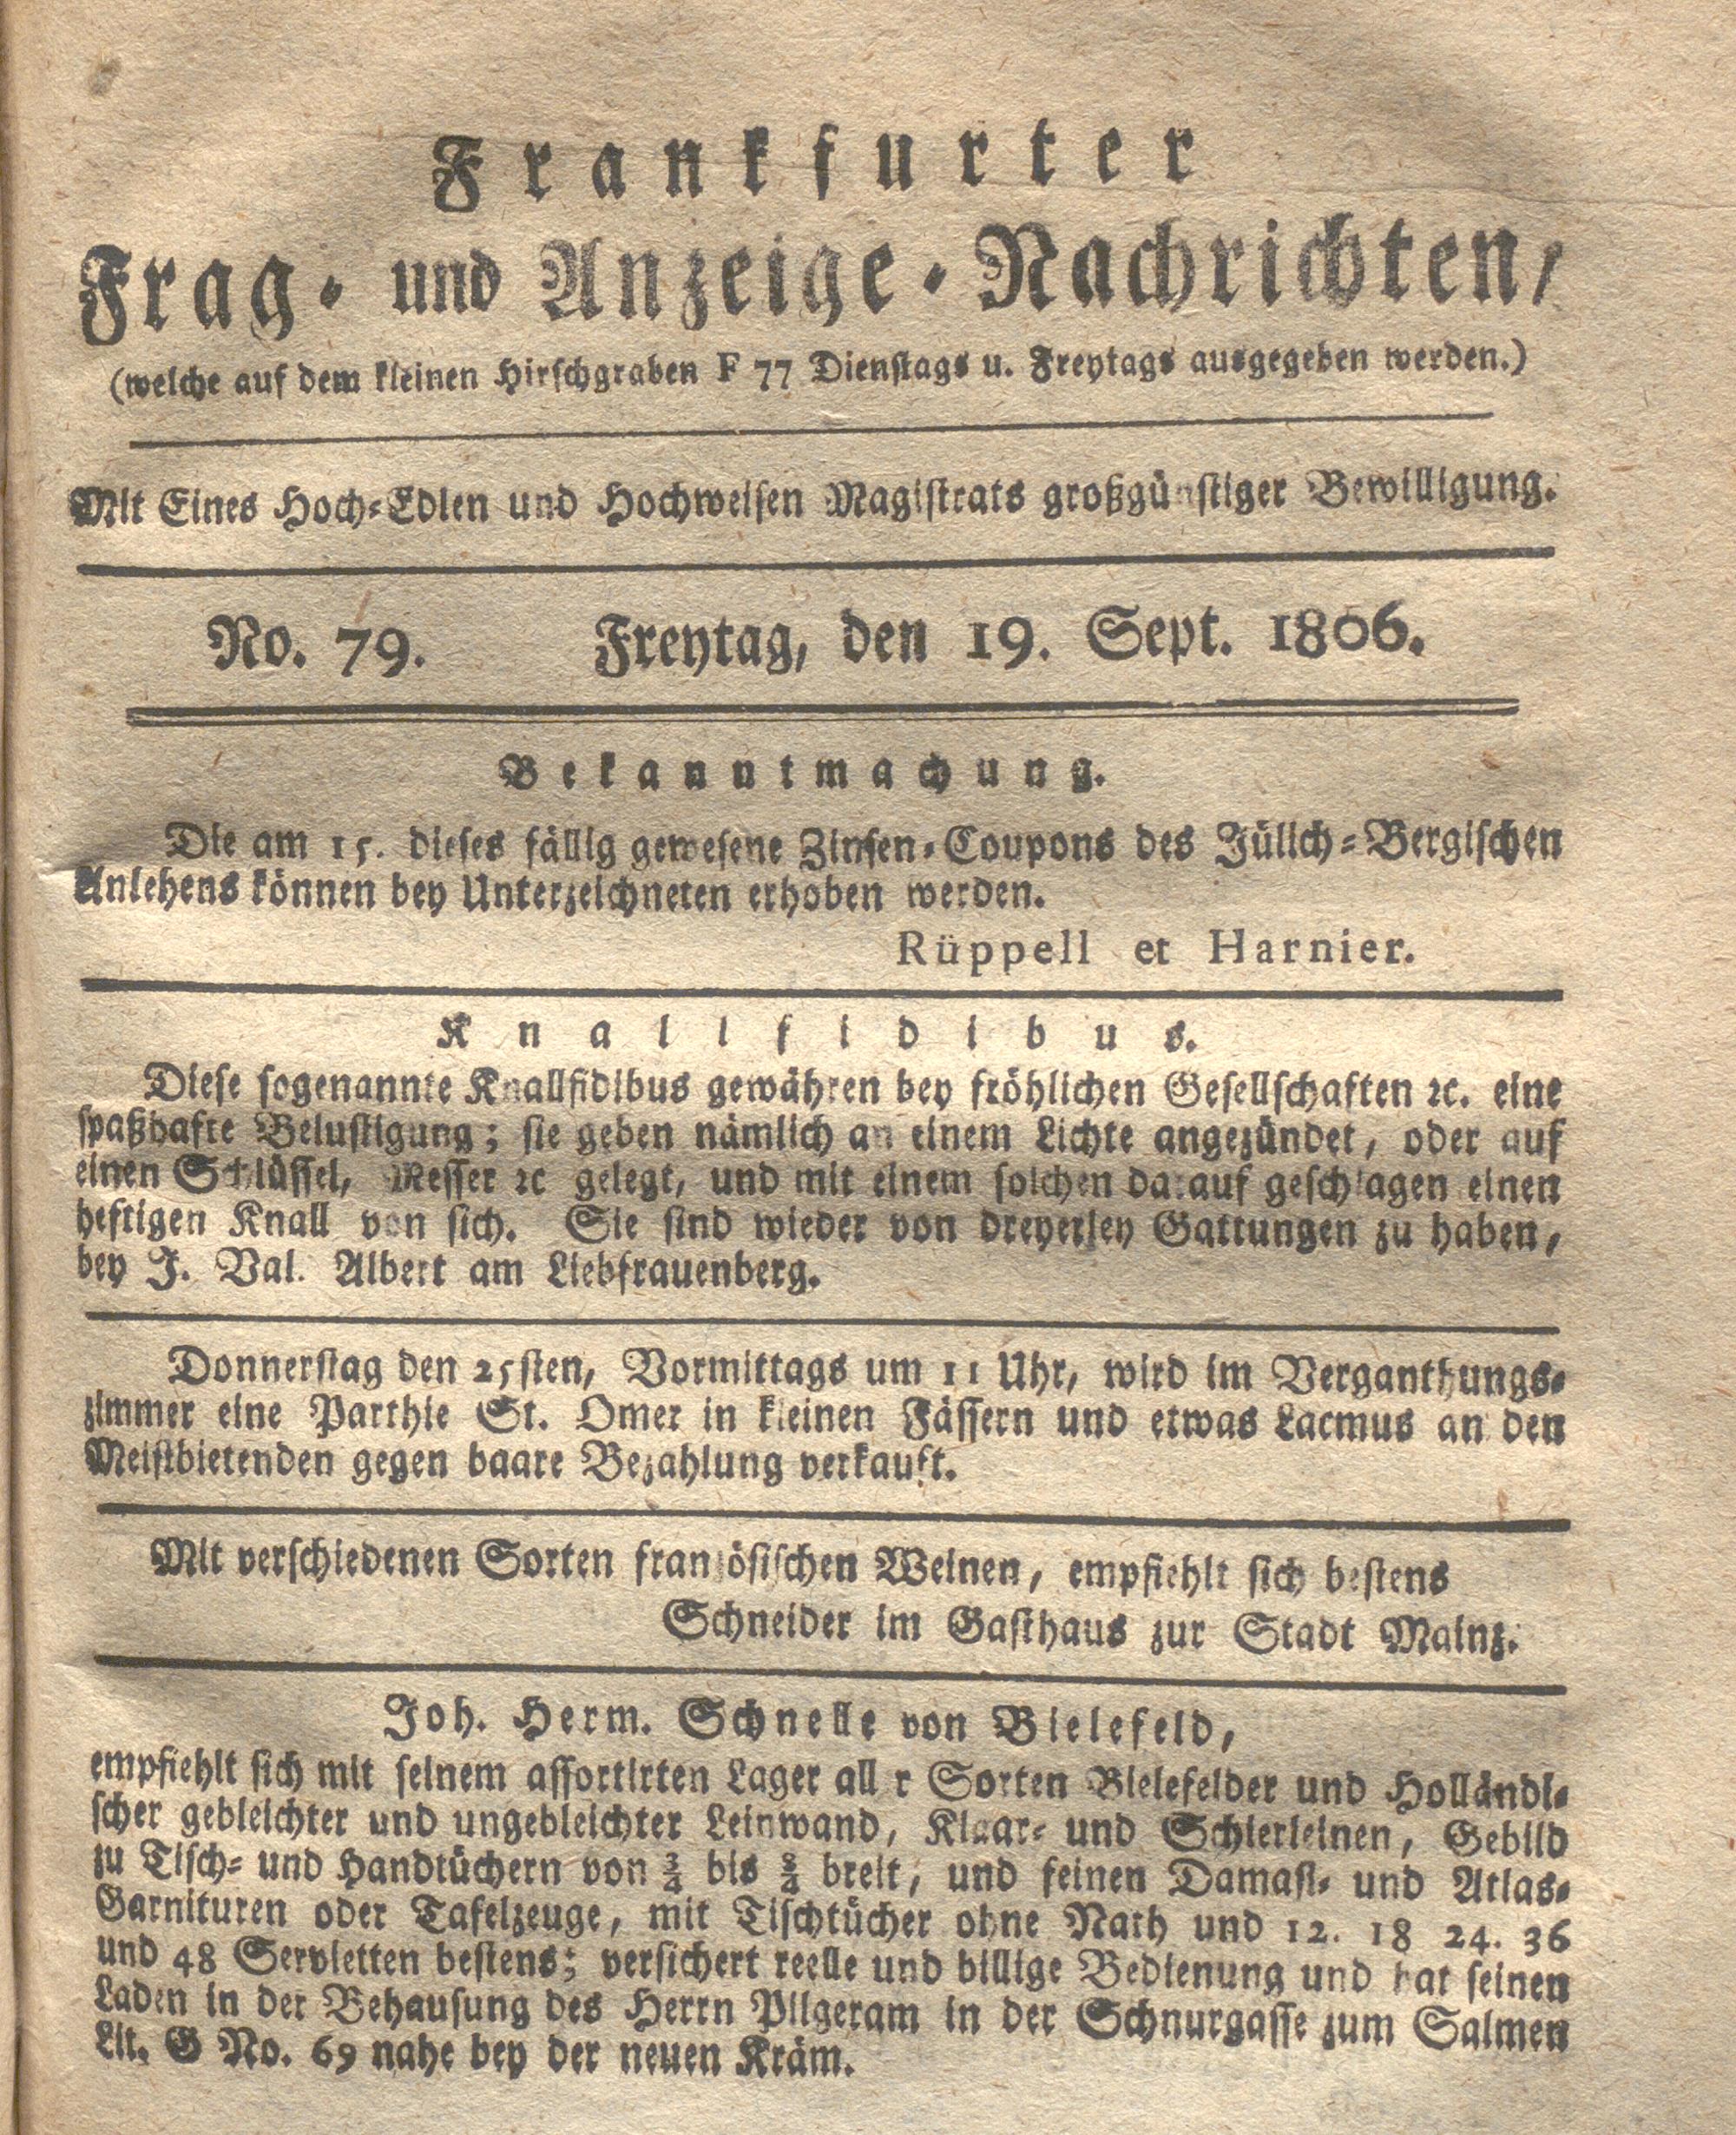 Frankfurter
Frag- und Anzeige-Nachrichten,
(welche auf dem kleinen Hirschgraben F 77 Dienstags u. Freytags ausgegeben werden.)
Mit Eines Hoch-Edlen und Hochweisen Magistrats großgünstiger Bewilligung.
No. 79. Freytag, den 19. Sept. 1806.
Bekanntmachung.
Die am 15. dieses fällig gewesene Zinsen-Coupons des Jülich-Bergischen
Anlehens können bey Unterzeichneten erhoben werden.
Rüppell et Harnier.
Knallfidibus.
Diese sogenannte Knallfidibus gewähren bey fröhlichen Gesellschaften ꝛc. eine
spaßhafte Belustigung; sie geben nämlich an einem Lichte angezündet, oder auf
einen Schlüssel, Messer ꝛc gelegt, und mit einem solchen darauf geschlagen einen
heftigen Knall von sich. Sie sind wieder von dreyerley Gattungen zu haben,
bey J. Val. Albert am Liebfrauenberg.
Donnerstag den 25sten, Vormittags um 11 Uhr, wird im Verganthungs-
zimmer eine Parthie St. Omer in kleinen Fässern und etwas Lacmus an den
Meistbietenden gegen baare Bezahlung verkauft.
Mit verschiedenen Sorten französischen Weinen, empfiehlt sich bestens
Schneider im Gasthaus zur Stadt Mainz.
Joh. Herm. Schnelle von Bielefeld,
empfiehlt sich mit seinem assortirten Lager all r Sorten Bielefelder und Holländi-
scher gebleichter und ungebleichter Leinwand, Klaar- und Schierleinen, Gebild
zu Tisch- und Handtüchern von ¾ bis 9/4 breit, und feinen Damast- und Atlas-
Garnituren oder Tafelzeuge, mit Tischtücher ohne Nath und 12. 18 24. 36
und 48 Servietten bestens; versichert reelle und billige Bedienung und hat seinen
Laden in der Behausung des Herrn Pilgeram in der Schnurgasse zum Salmen
Lit. G No. 69 nahe bey der neuen Kräm.